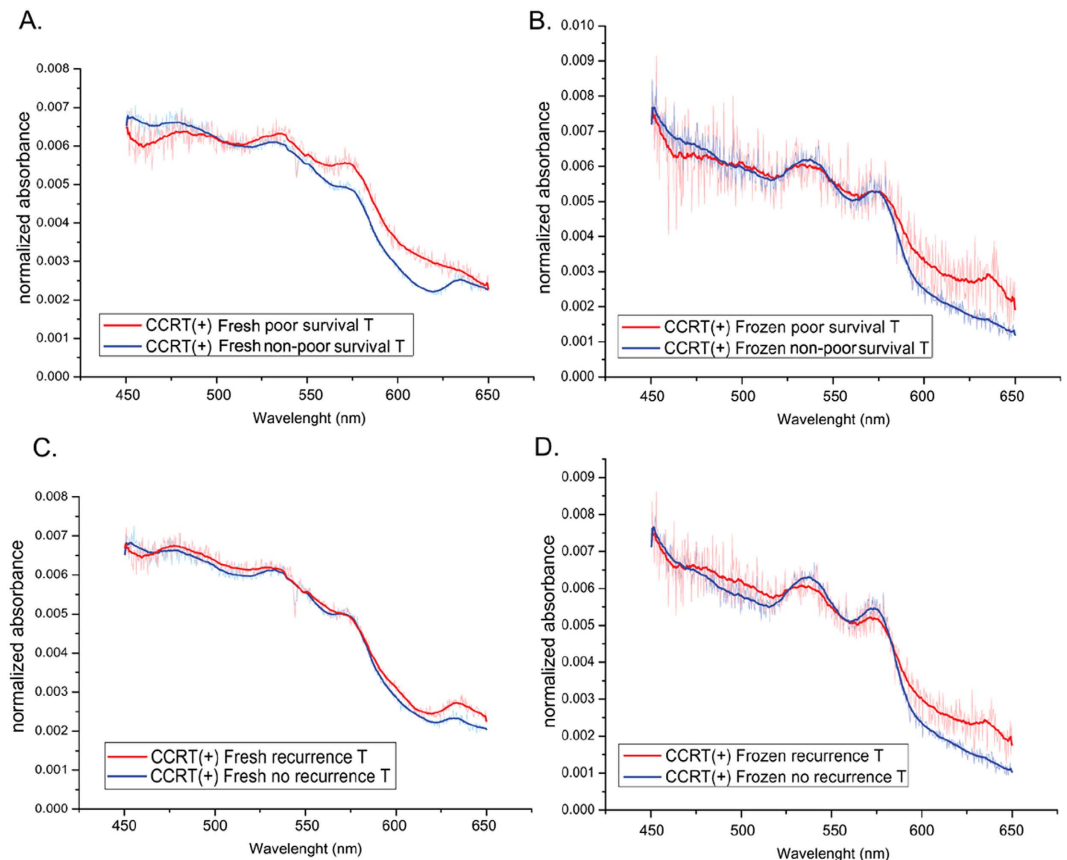 A.
normalized absorbance
0.008
0.007
0.006
0.005
0.004
0.003
0.002
0.001
0.000
CCRT(+) Fresh poor survival T
CCRT(+) Fresh non-poor survival T
450 500 550 600 650
Wavelenght (nm)
B.
normalized absorbance
0.010
0.009
0.008
0.007
0.006
0.005
0.004
0.003
0.002
0.001
0.000
CCRT(+) Frozen poor survival T
CCRT(+) Frozen non-poor survival T
450 500 550 600 650
Wavelenght (nm)
C.
normalized absorbance
0.008
0.007
0.006
0.005
0.004
0.003
0.002
0.001
0.000
CCRT(+) Fresh recurrence T
CCRT(+) Fresh no recurrence T
450 500 550 600 650
Wavelenght (nm)
D.
normalized absorbance
0.009
0.008
0.007
0.006
0.005
0.004
0.003
0.002
0.001
0.000
CCRT(+) Frozen recurrence T
CCRT(+) Frozen no recurrence T
450 500 550 600 650
Wavelenght (nm)